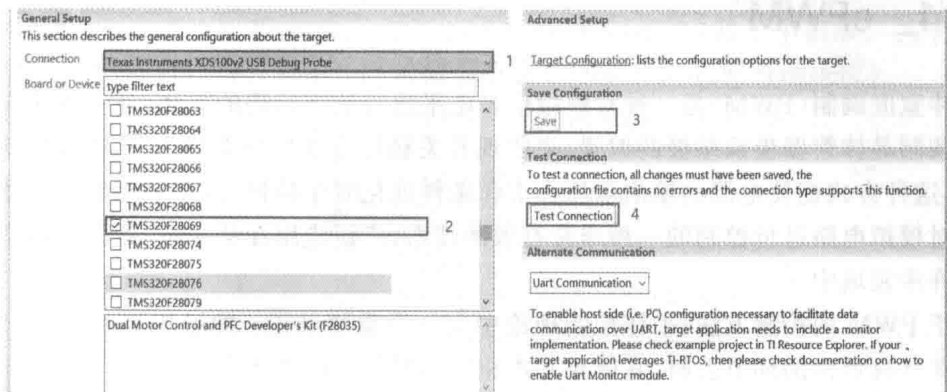 General Setup
This section describes the general configuration about the target.
Connection
Texas Instruments XDS100v2 USB Debug Probe
1
Board or Device
type filter text
TMS320F28063
TMS320F28064
TMS320F28065
TMS320F28066
TMS320F28067
TMS320F28068
TMS320F28069
2
TMS320F28074
TMS320F28075
TMS320F28076
TMS320F28079
Dual Motor Control and PFC Developer's Kit (F28035)
Advanced Setup
Target Configuration: lists the configuration options for the target.
Save Configuration
Save
3
Test Connection
To test a connection, all changes must have been saved, the
configuration file contains no errors and the connection type supports this function.
Test Connection
4
Alternate Communication
Uart Communication
To enable host side (i.e. PC) configuration necessary to facilitate data
communication over UART, target application needs to include a monitor
implementation. Please check example project in TI Resource Explorer. If your
target application leverages TI-RTOS, then please check documentation on how to
enable Uart Monitor module.